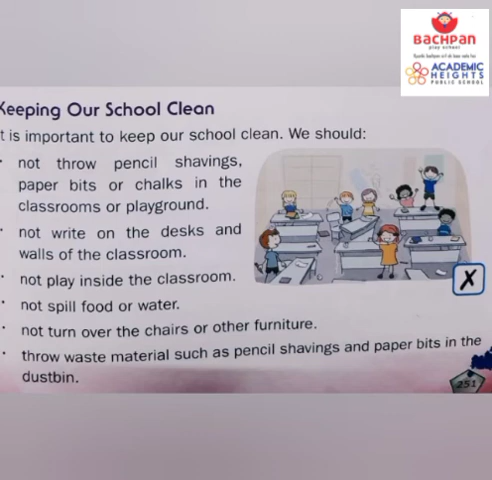 BACHPAN
play school
ACADEMIC
HEIGHTS
PUBLIC SCHOOL
Keeping Our School Clean
t is important to keep our school clean. We should:
· not throw pencil shavings,
paper bits or chalks in the
classrooms or playground.
· not write on the desks and
walls of the classroom.
· not play inside the classroom.
· not spill food or water.
· not turn over the chairs or other furniture.
· throw waste material such as pencil shavings and paper bits in the
dustbin.
X
251